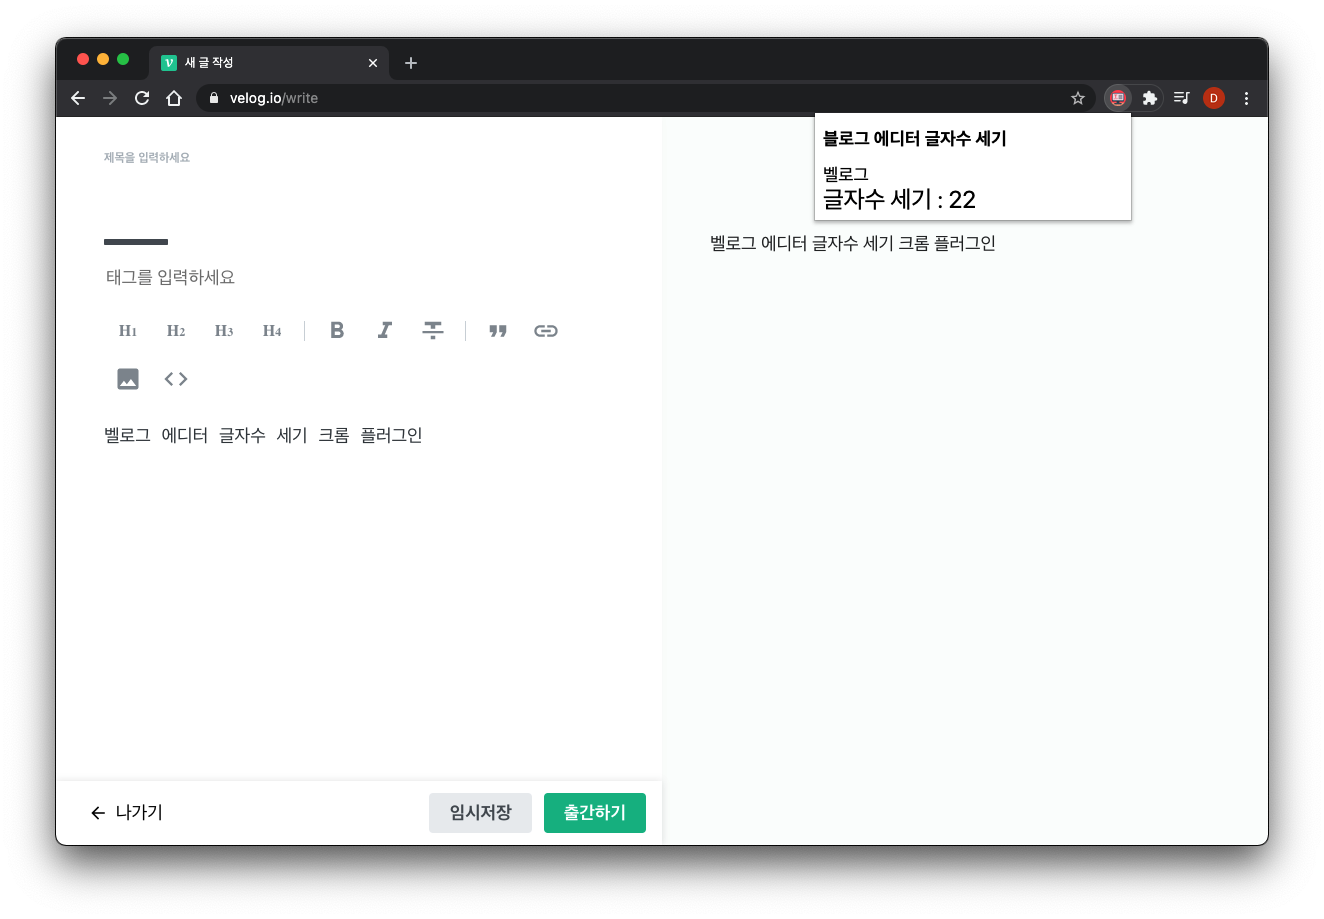 새 글 작성
velog.io/write
D
블로그 에디터 글자수 세기
벨로그
글자수 세기 : 22
제목을 입력하세요
태그를 입력하세요
H1 H2 H3 H4 B I T
벨로그 에디터 글자수 세기 크롬 플러그인
벨로그 에디터 글자수 세기 크롬 플러그인
나가기
임시저장
출간하기